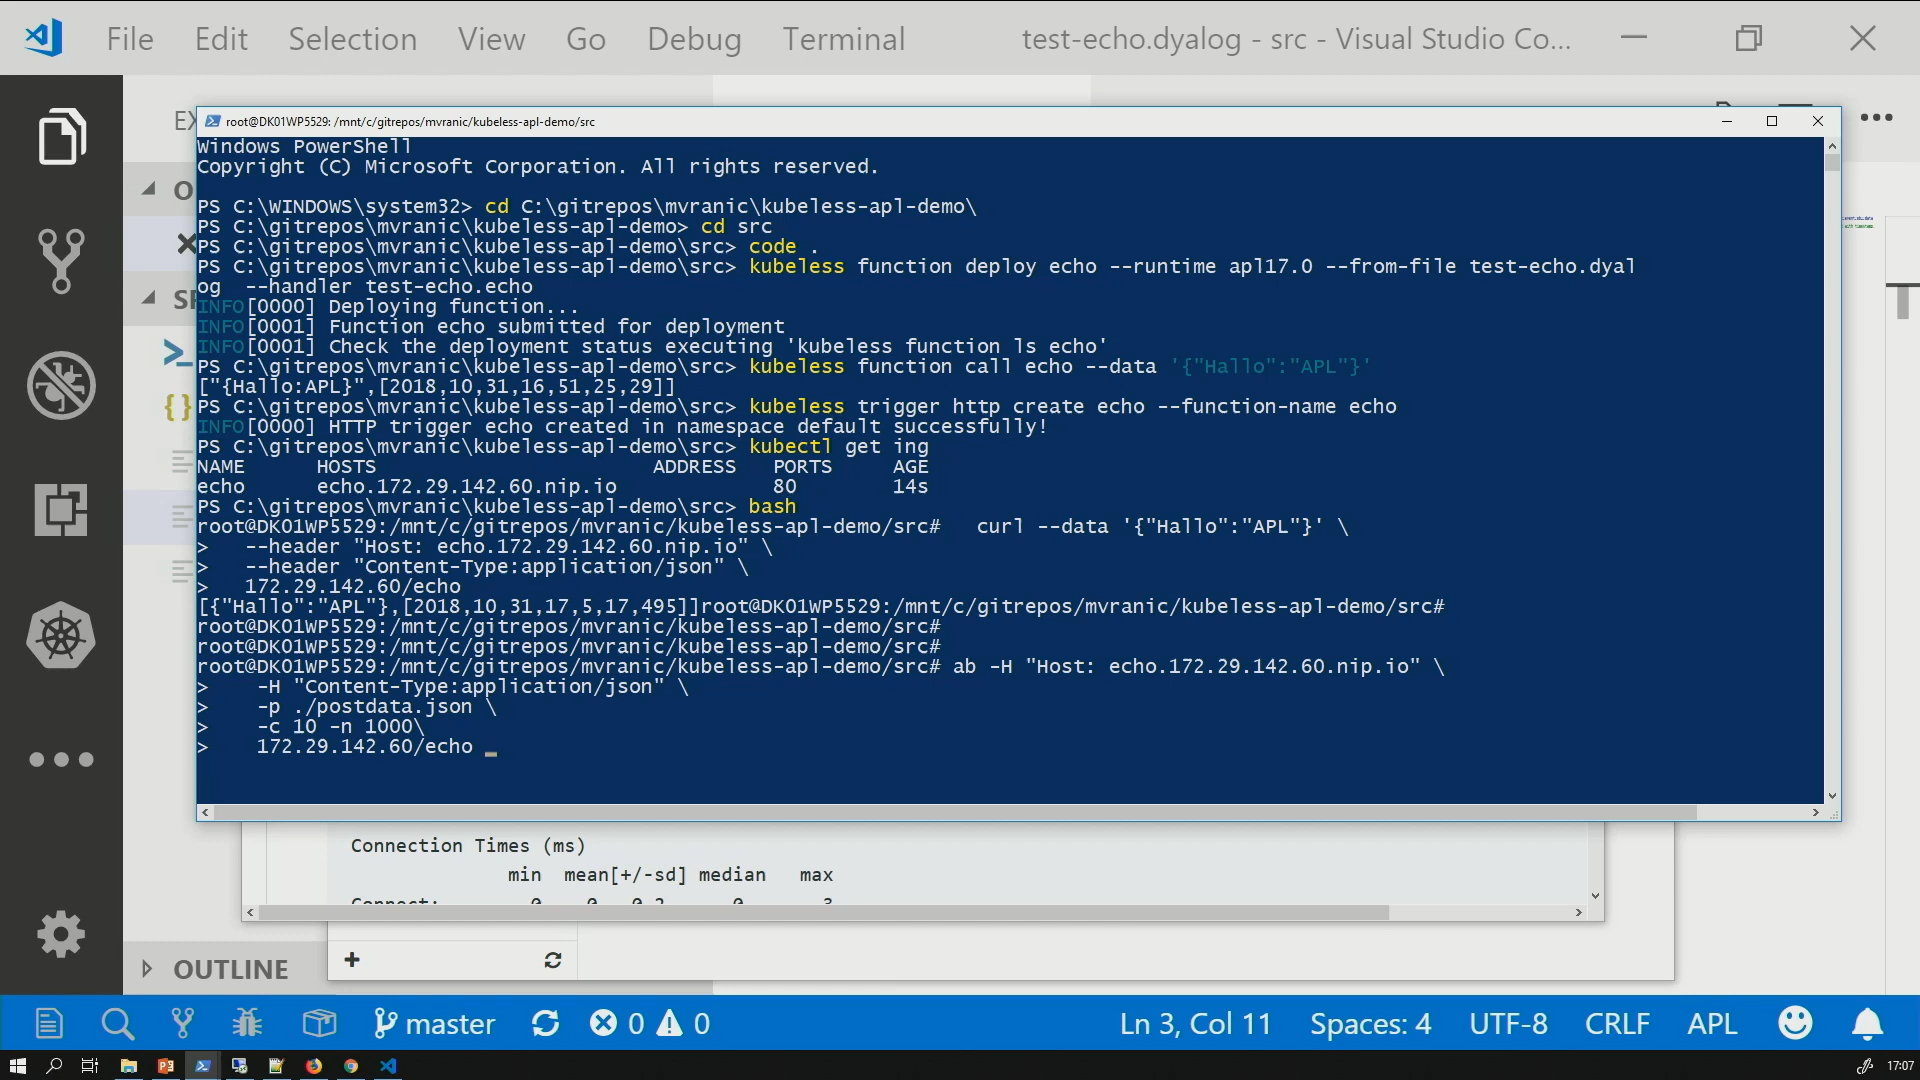 File Edit Selection View Go Debug Terminal test-echo.dyalog - src - Visual Studio Co...
root@DK01WP5529: /mnt/c/gitrepos/mvranic/kubeless-apl-demo/src
Windows PowerShell
Copyright (C) Microsoft Corporation. All rights reserved.
PS C:\WINDOWS\system32> cd C:\gitrepos\mvranic\kubeless-apl-demo\
PS C:\gitrepos\mvranic\kubeless-apl-demo> cd src
PS C:\gitrepos\mvranic\kubeless-apl-demo\src> code .
PS C:\gitrepos\mvranic\kubeless-apl-demo\src> kubeless function deploy echo --runtime apl17.0 --from-file test-echo.dyal
og  --handler test-echo.echo
INFO[0000] Deploying function...
INFO[0001] Function echo submitted for deployment
INFO[0001] Check the deployment status executing 'kubeless function ls echo'
PS C:\gitrepos\mvranic\kubeless-apl-demo\src> kubeless function call echo --data '{"Hallo":"APL"}'
["{Hallo:APL}",[2018,10,31,16,51,25,29]]
PS C:\gitrepos\mvranic\kubeless-apl-demo\src> kubeless trigger http create echo --function-name echo
INFO[0000] HTTP trigger echo created in namespace default successfully!
PS C:\gitrepos\mvranic\kubeless-apl-demo\src> kubectl get ing
NAME      HOSTS                       ADDRESS   PORTS     AGE
echo      echo.172.29.142.60.nip.io             80        14s
PS C:\gitrepos\mvranic\kubeless-apl-demo\src> bash
root@DK01WP5529:/mnt/c/gitrepos/mvranic/kubeless-apl-demo/src#   curl --data '{"Hallo":"APL"}' \
>   --header "Host: echo.172.29.142.60.nip.io" \
>   --header "Content-Type:application/json" \
>   172.29.142.60/echo
[{"Hallo":"APL"},[2018,10,31,17,5,17,495]]root@DK01WP5529:/mnt/c/gitrepos/mvranic/kubeless-apl-demo/src#
root@DK01WP5529:/mnt/c/gitrepos/mvranic/kubeless-apl-demo/src#
root@DK01WP5529:/mnt/c/gitrepos/mvranic/kubeless-apl-demo/src#
root@DK01WP5529:/mnt/c/gitrepos/mvranic/kubeless-apl-demo/src# ab -H "Host: echo.172.29.142.60.nip.io" \
>    -H "Content-Type:application/json" \
>    -p ./postdata.json \
>    -c 10 -n 1000\
>    172.29.142.60/echo _
Connection Times (ms)
min  mean[+/-sd] median   max
OUTLINE
master 0 0 Ln 3, Col 11 Spaces: 4 UTF-8 CRLF APL
17:07